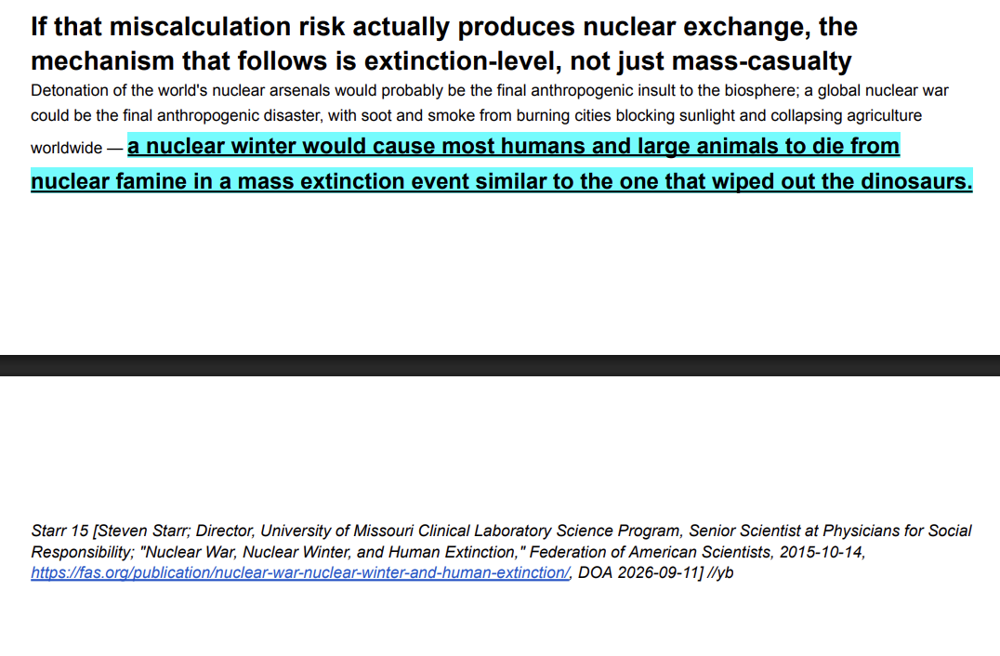 If that miscalculation risk actually produces nuclear exchange, the
mechanism that follows is extinction-level, not just mass-casualty
Detonation of the world's nuclear arsenals would probably be the final anthropogenic insult to the biosphere; a global nuclear war
could be the final anthropogenic disaster, with soot and smoke from burning cities blocking sunlight and collapsing agriculture
worldwide — a nuclear winter would cause most humans and large animals to die from
nuclear famine in a mass extinction event similar to the one that wiped out the dinosaurs.
Starr 15 [Steven Starr; Director, University of Missouri Clinical Laboratory Science Program, Senior Scientist at Physicians for Social
Responsibility; "Nuclear War, Nuclear Winter, and Human Extinction," Federation of American Scientists, 2015-10-14,
https://fas.org/publication/nuclear-war-nuclear-winter-and-human-extinction/, DOA 2026-09-11] //yb